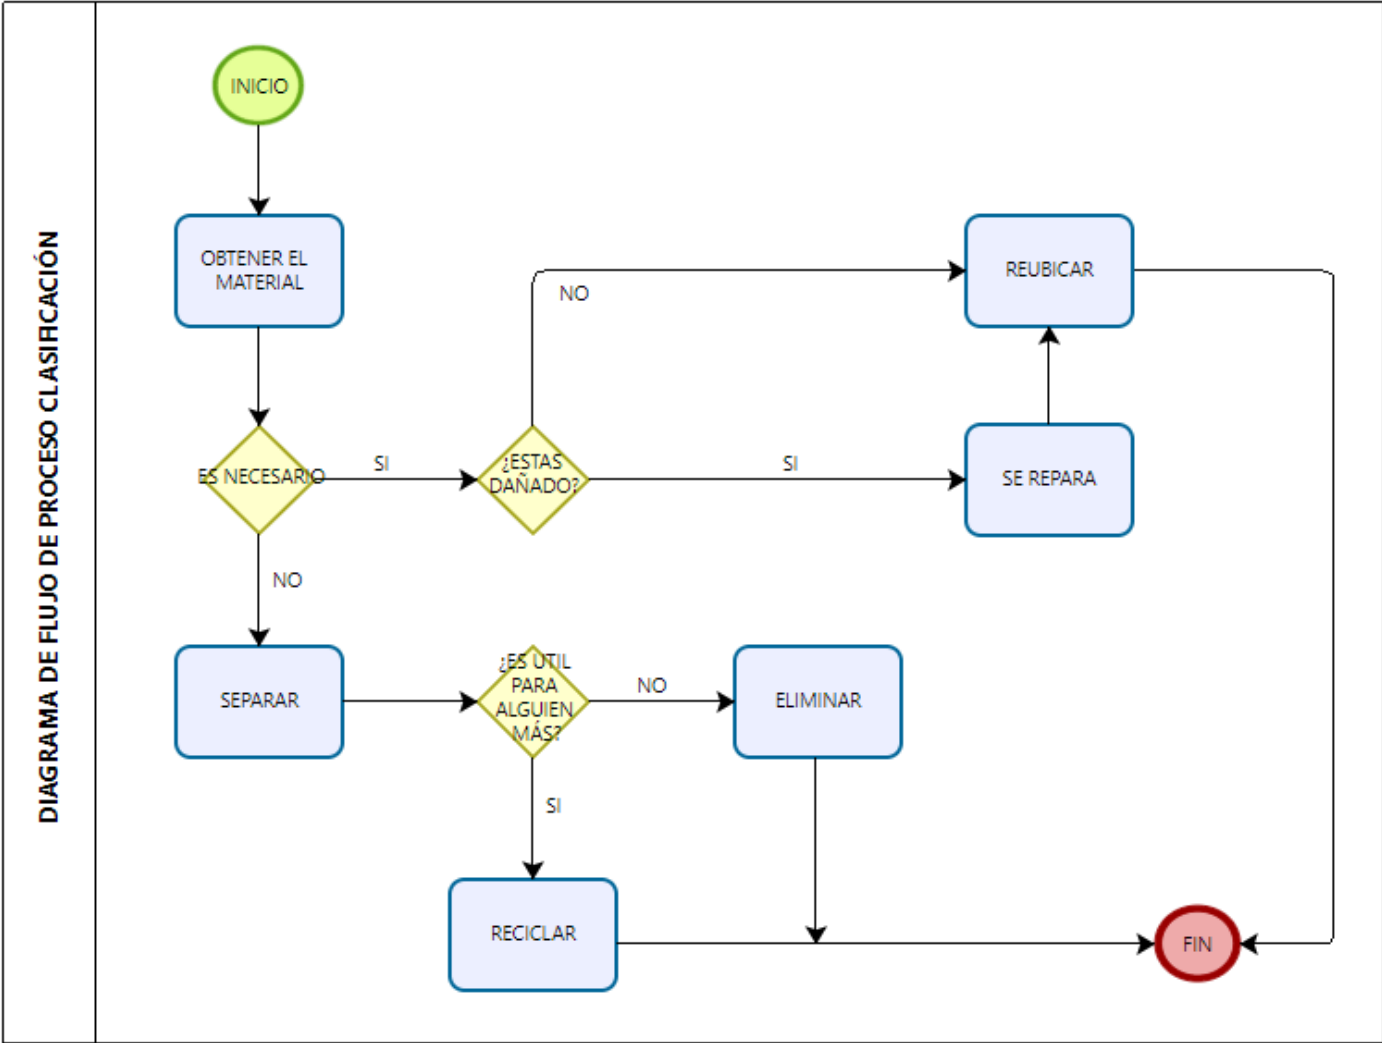 DIAGRAMA DE FLUJO DE PROCESO CLASIFICACIÓN
INICIO
OBTENER EL
MATERIAL
REUBICAR
NO
ES NECESARIO
SI
¿ESTAS
DAÑADO?
SI
SE REPARA
NO
SEPARAR
¿ES UTIL
PARA
ALGUIEN
MÁS?
NO
ELIMINAR
SI
RECICLAR
FIN